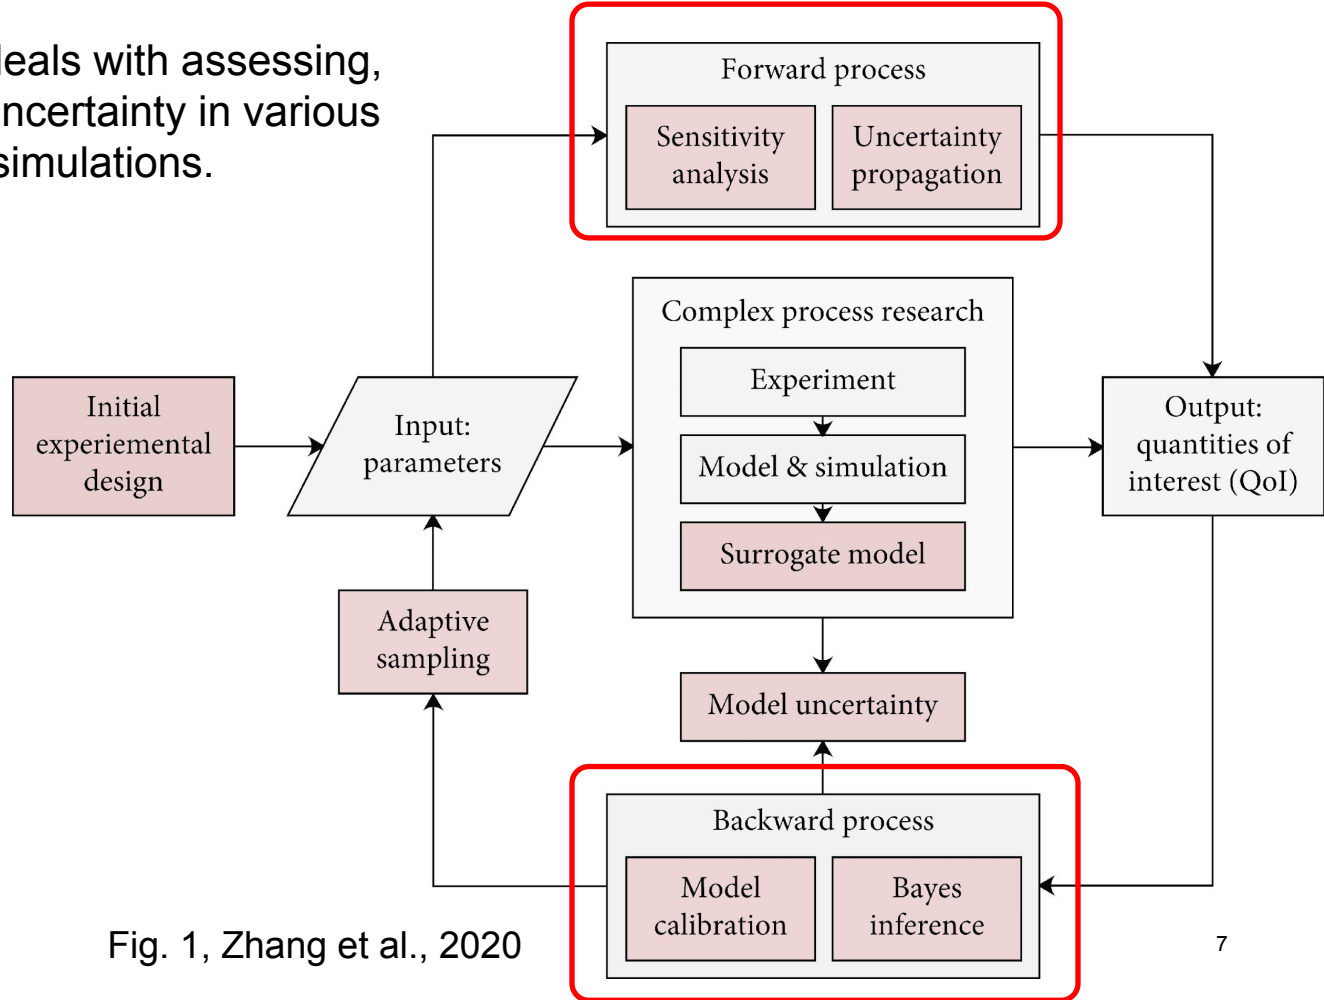 deals with assessing,
uncertainty in various
simulations.
Forward process
Sensitivity
analysis
Uncertainty
propagation
Complex process research
Experiment
Model & simulation
Surrogate model
Initial
experiemental
design
Input:
parameters
Output:
quantities of
interest (QoI)
Adaptive
sampling
Model uncertainty
Backward process
Model
calibration
Bayes
inference
Fig. 1, Zhang et al., 2020
7